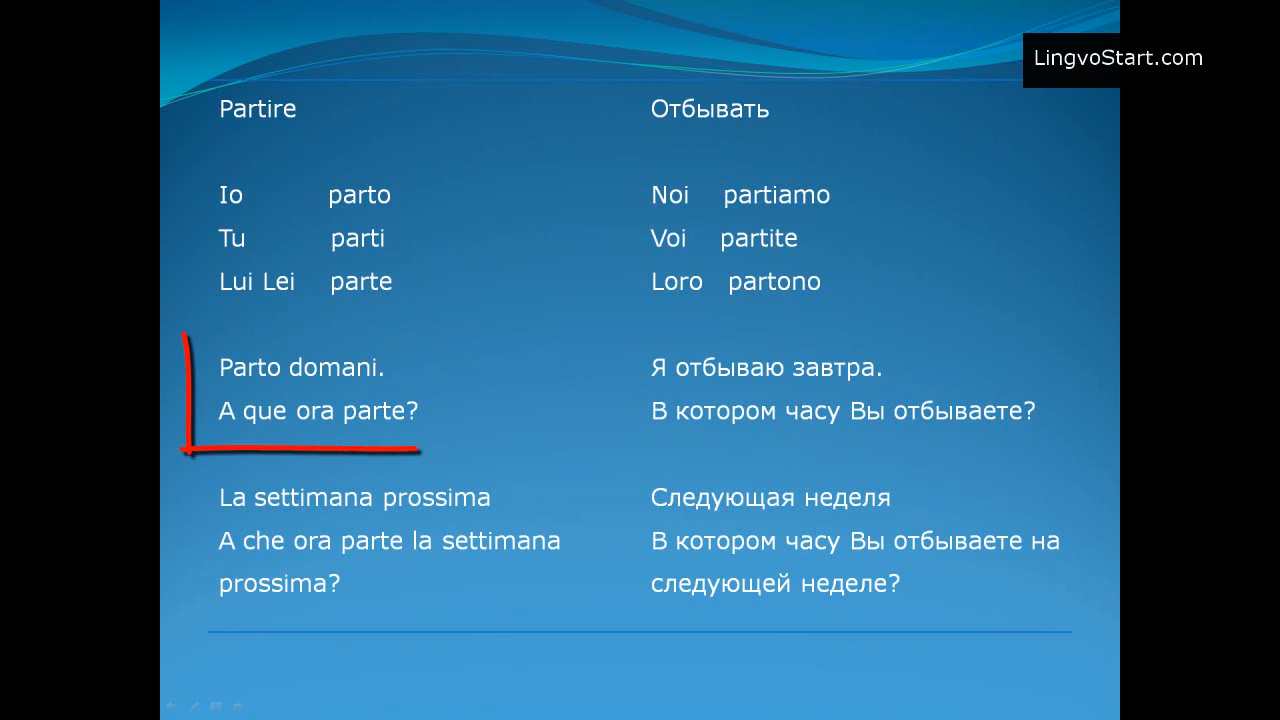 LingvoStart.com
Partire Отбывать
Io parto Noi partiamo
Tu parti Voi partite
Lui Lei parte Loro partono
Parto domani. Я отбываю завтра.
A que ora parte? В котором часу Вы отбываете?
La settimana prossima Следующая неделя
A che ora parte la settimana В котором часу Вы отбываете на
prossima? следующей неделе?